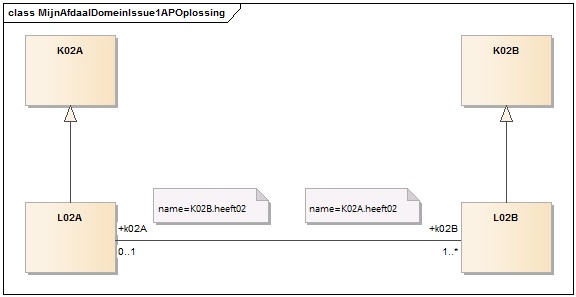 class MijnAfdaalDomeinIssue1APOplossing
K02A
K02B
L02A
name=K02B.heeft02
name=K02A.heeft02
L02B
+k02A
+k02B
0..1
1..*